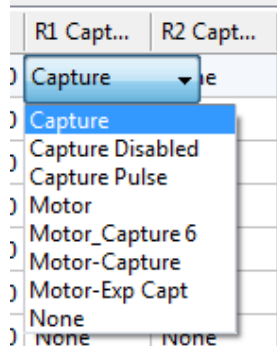 R1 Capt... R2 Capt...
Capture
Capture
Capture Disabled
Capture Pulse
Motor
Motor_Capture 6
Motor-Capture
Motor-Exp Capt
None
None None